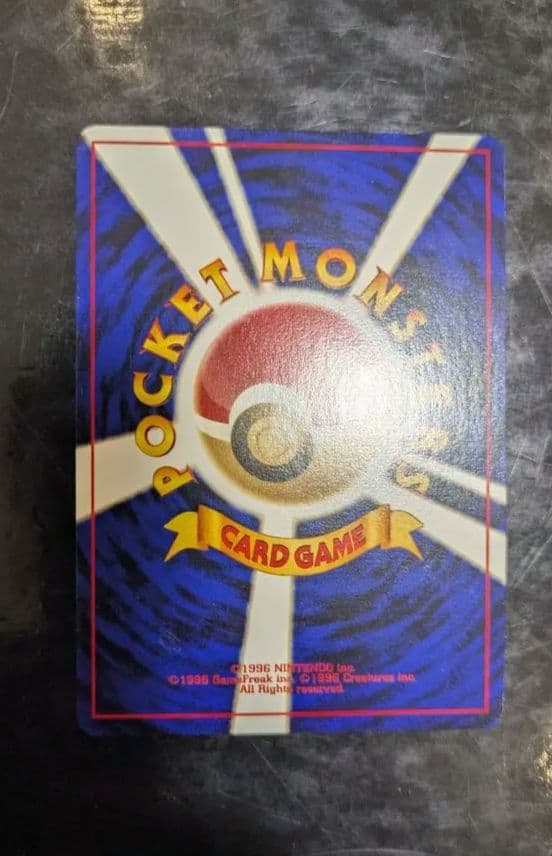 POCKET MONSTERS
CARD GAME
©1996 NINTENDO inc.
©1996 GameFreak inc. ©1996 Creatures inc.
All Rights reserved.